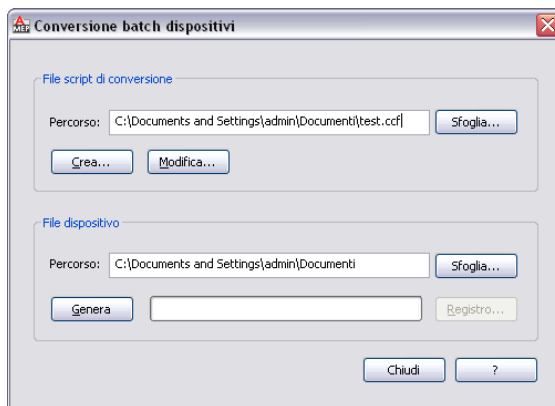 MEP Conversione batch dispositivi
File script di conversione
Percorso: C:\Documents and Settings\admin\Documenti\test.ccf Sfoglia...
Crea... Modifica...
File dispositivo
Percorso: C:\Documents and Settings\admin\Documenti Sfoglia...
Genera Registro...
Chiudi ?